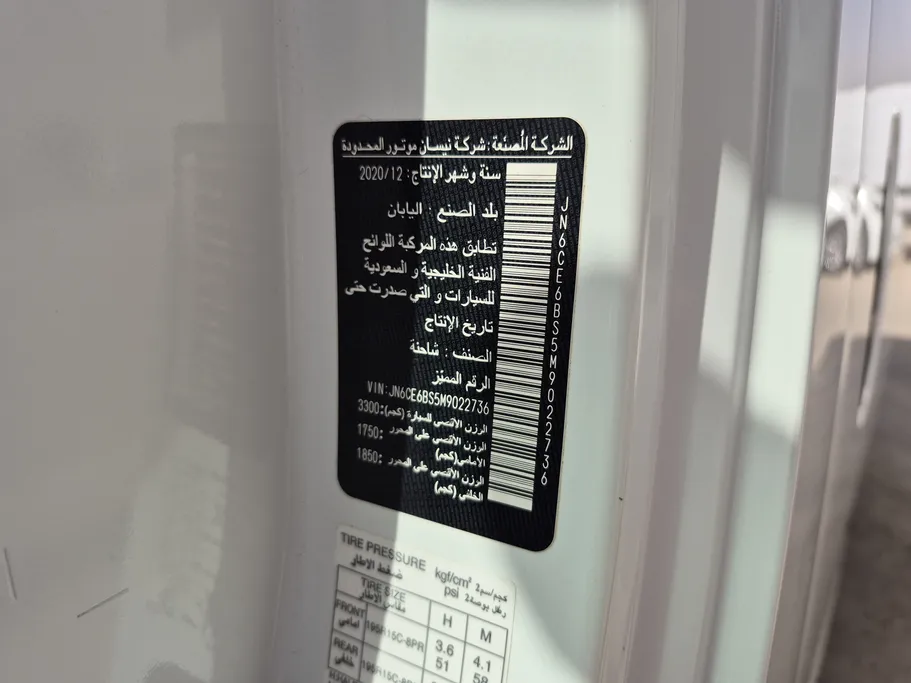 الشركة المُصنّعة : شركة نيسان موتور المحدودة
سنة وشهر الإنتاج : 2020/12
بلد الصنع : اليابان
تطابق هذه المركبة اللوائح
الفنية الخليجية و السعودية
للسيارات و التي صدرت حتى
تاريخ الإنتاج
الصنف : شاحنة
الرقم المميّز
VIN:JN6CE6BS5M9022736
الوزن الأقصى للسيارة (كجم): 3300
الوزن الأقصى على المحور
الأمامي(كجم) :1750
الوزن الأقصى على المحور
الخلفي (كجم) :1850
JN6CE6BS5M9022736
TIRE PRESSURE kgf/cm² كجم/سم2
ضغط الإطار psi رطل بوصة2
TIRE SIZE
مقاس الإطار H M
FRONT
امامي 195R15C-8PR 3.6 4.1
51 58
REAR
خلفي 195R15C-8PR